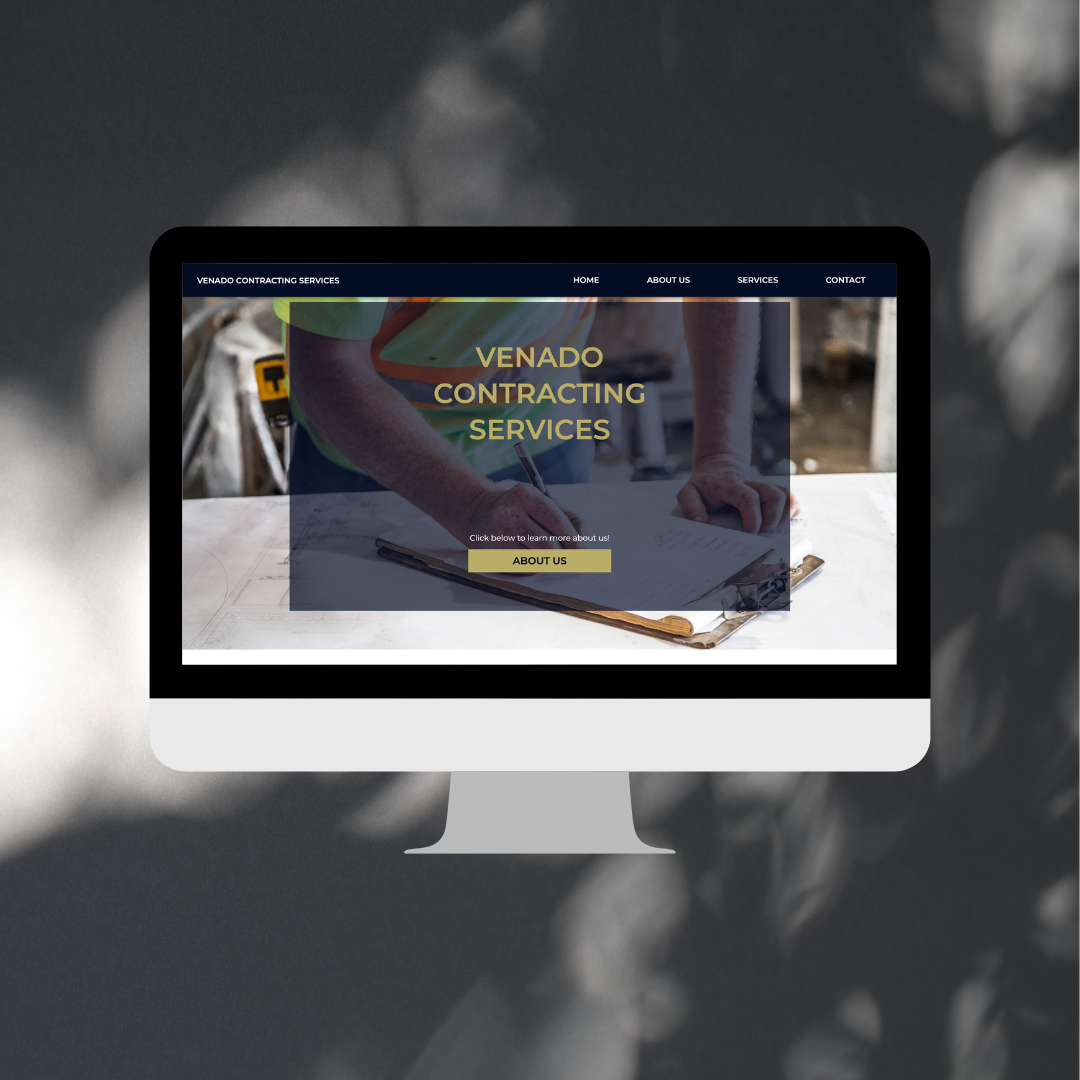 VENADO CONTRACTING SERVICES
HOME ABOUT US SERVICES CONTACT
VENADO
CONTRACTING
SERVICES
Click below to learn more about us!
ABOUT US